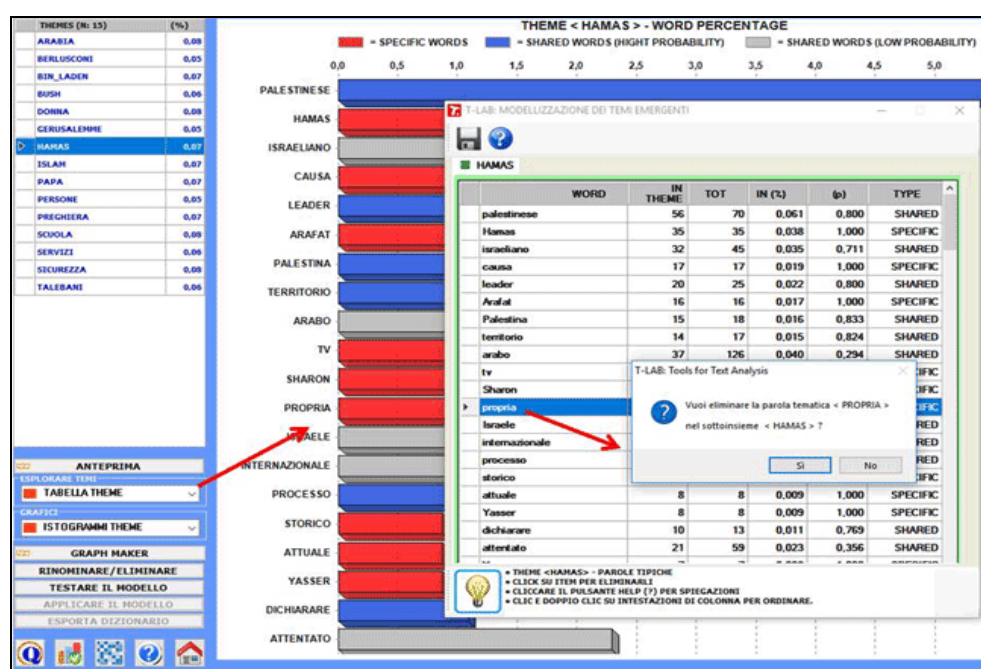 THEMES (N: 15) (%)
ARABIA 0,08
BERLUSCONI 0,05
BIN_LADEN 0,07
BUSH 0,06
DONNA 0,08
GERUSALEMME 0,05
HAMAS 0,07
ISLAM 0,07
PAPA 0,07
PERSONE 0,05
PREGHIERA 0,07
SCUOLA 0,08
SERVIZI 0,06
SICUREZZA 0,08
TALEBANI 0,06
ANTEPRIMA
ESPLORARE TEMI
TABELLA THEME
GRAFICI
ISTOGRAMMI THEME
GRAPH MAKER
RINOMINARE/ELIMINARE
TESTARE IL MODELLO
APPLICARE IL MODELLO
ESPORTA DIZIONARIO
THEME < HAMAS > - WORD PERCENTAGE
= SPECIFIC WORDS = SHARED WORDS (HIGHT PROBABILITY) = SHARED WORDS (LOW PROBABILITY)
0,0 0,5 1,0 1,5 2,0 2,5 3,0 3,5 4,0 4,5 5,0
PALESTINESE
HAMAS
ISRAELIANO
CAUSA
LEADER
ARAFAT
PALESTINA
TERRITORIO
ARABO
TV
SHARON
PROPRIA
ISRAELE
INTERNAZIONALE
PROCESSO
STORICO
ATTUALE
YASSER
DICHIARARE
ATTENTATO
T-LAB: MODELLIZZAZIONE DEI TEMI EMERGENTI
HAMAS
WORD IN THEME TOT IN (%) (p) TYPE
palestinese 56 70 0,061 0,800 SHARED
Hamas 35 35 0,038 1,000 SPECIFIC
israeliano 32 45 0,035 0,711 SHARED
causa 17 17 0,019 1,000 SPECIFIC
leader 20 25 0,022 0,800 SHARED
Arafat 16 16 0,017 1,000 SPECIFIC
Palestina 15 18 0,016 0,833 SHARED
territorio 14 17 0,015 0,824 SHARED
arabo 37 126 0,040 0,294 SHARED
tv
Sharon
propria
Israele
internazionale
processo
storico
attuale 8 8 0,009 1,000 SPECIFIC
Yasser 8 8 0,009 1,000 SPECIFIC
dichiarare 10 13 0,011 0,769 SHARED
attentato 21 59 0,023 0,356 SHARED
T-LAB: Tools for Text Analysis
Vuoi eliminare la parola tematica < PROPRIA >
nel sottoinsieme < HAMAS > ?
Sì No
• THEME <HAMAS> - PAROLE TIPICHE
• CLICK SU ITEM PER ELIMINARLI
• CLICCARE IL PULSANTE HELP (?) PER SPIEGAZIONI
• CLIC E DOPPIO CLIC SU INTESTAZIONI DI COLONNA PER ORDINARE.